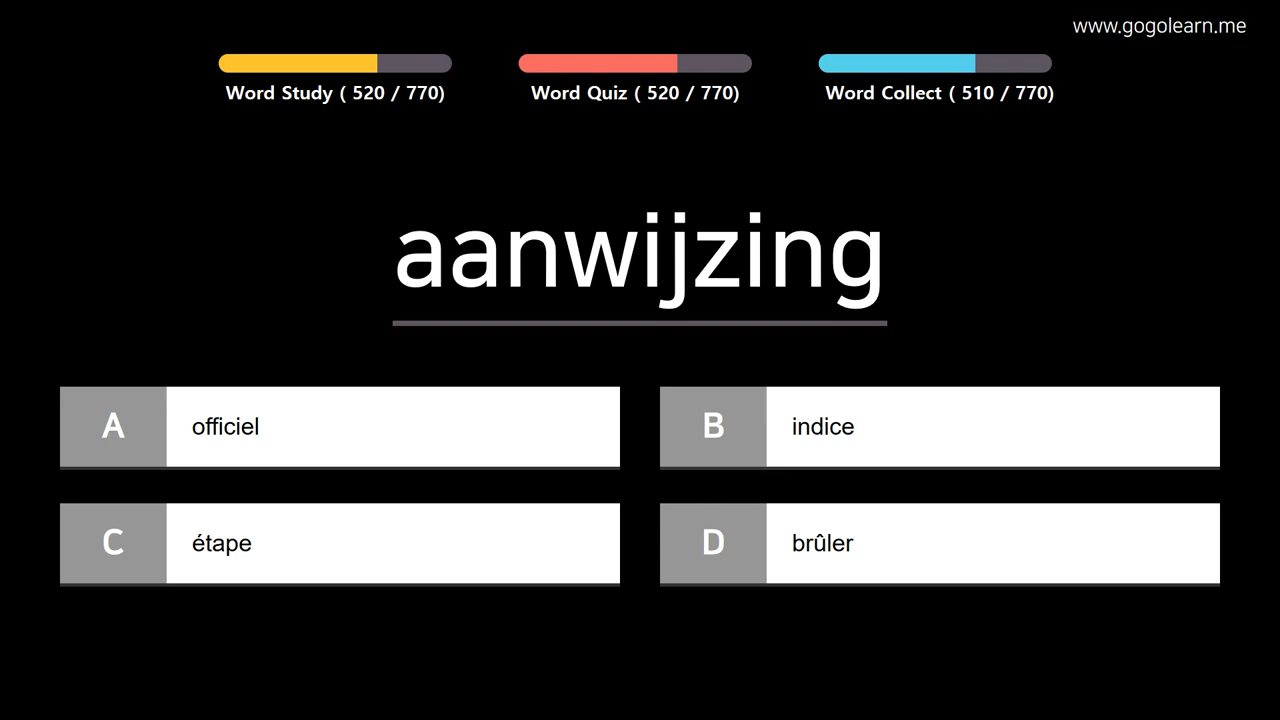 www.gogolearn.me
Word Study ( 520 / 770)
Word Quiz ( 520 / 770)
Word Collect ( 510 / 770)
aanwijzing
A officiel
B indice
C étape
D brûler